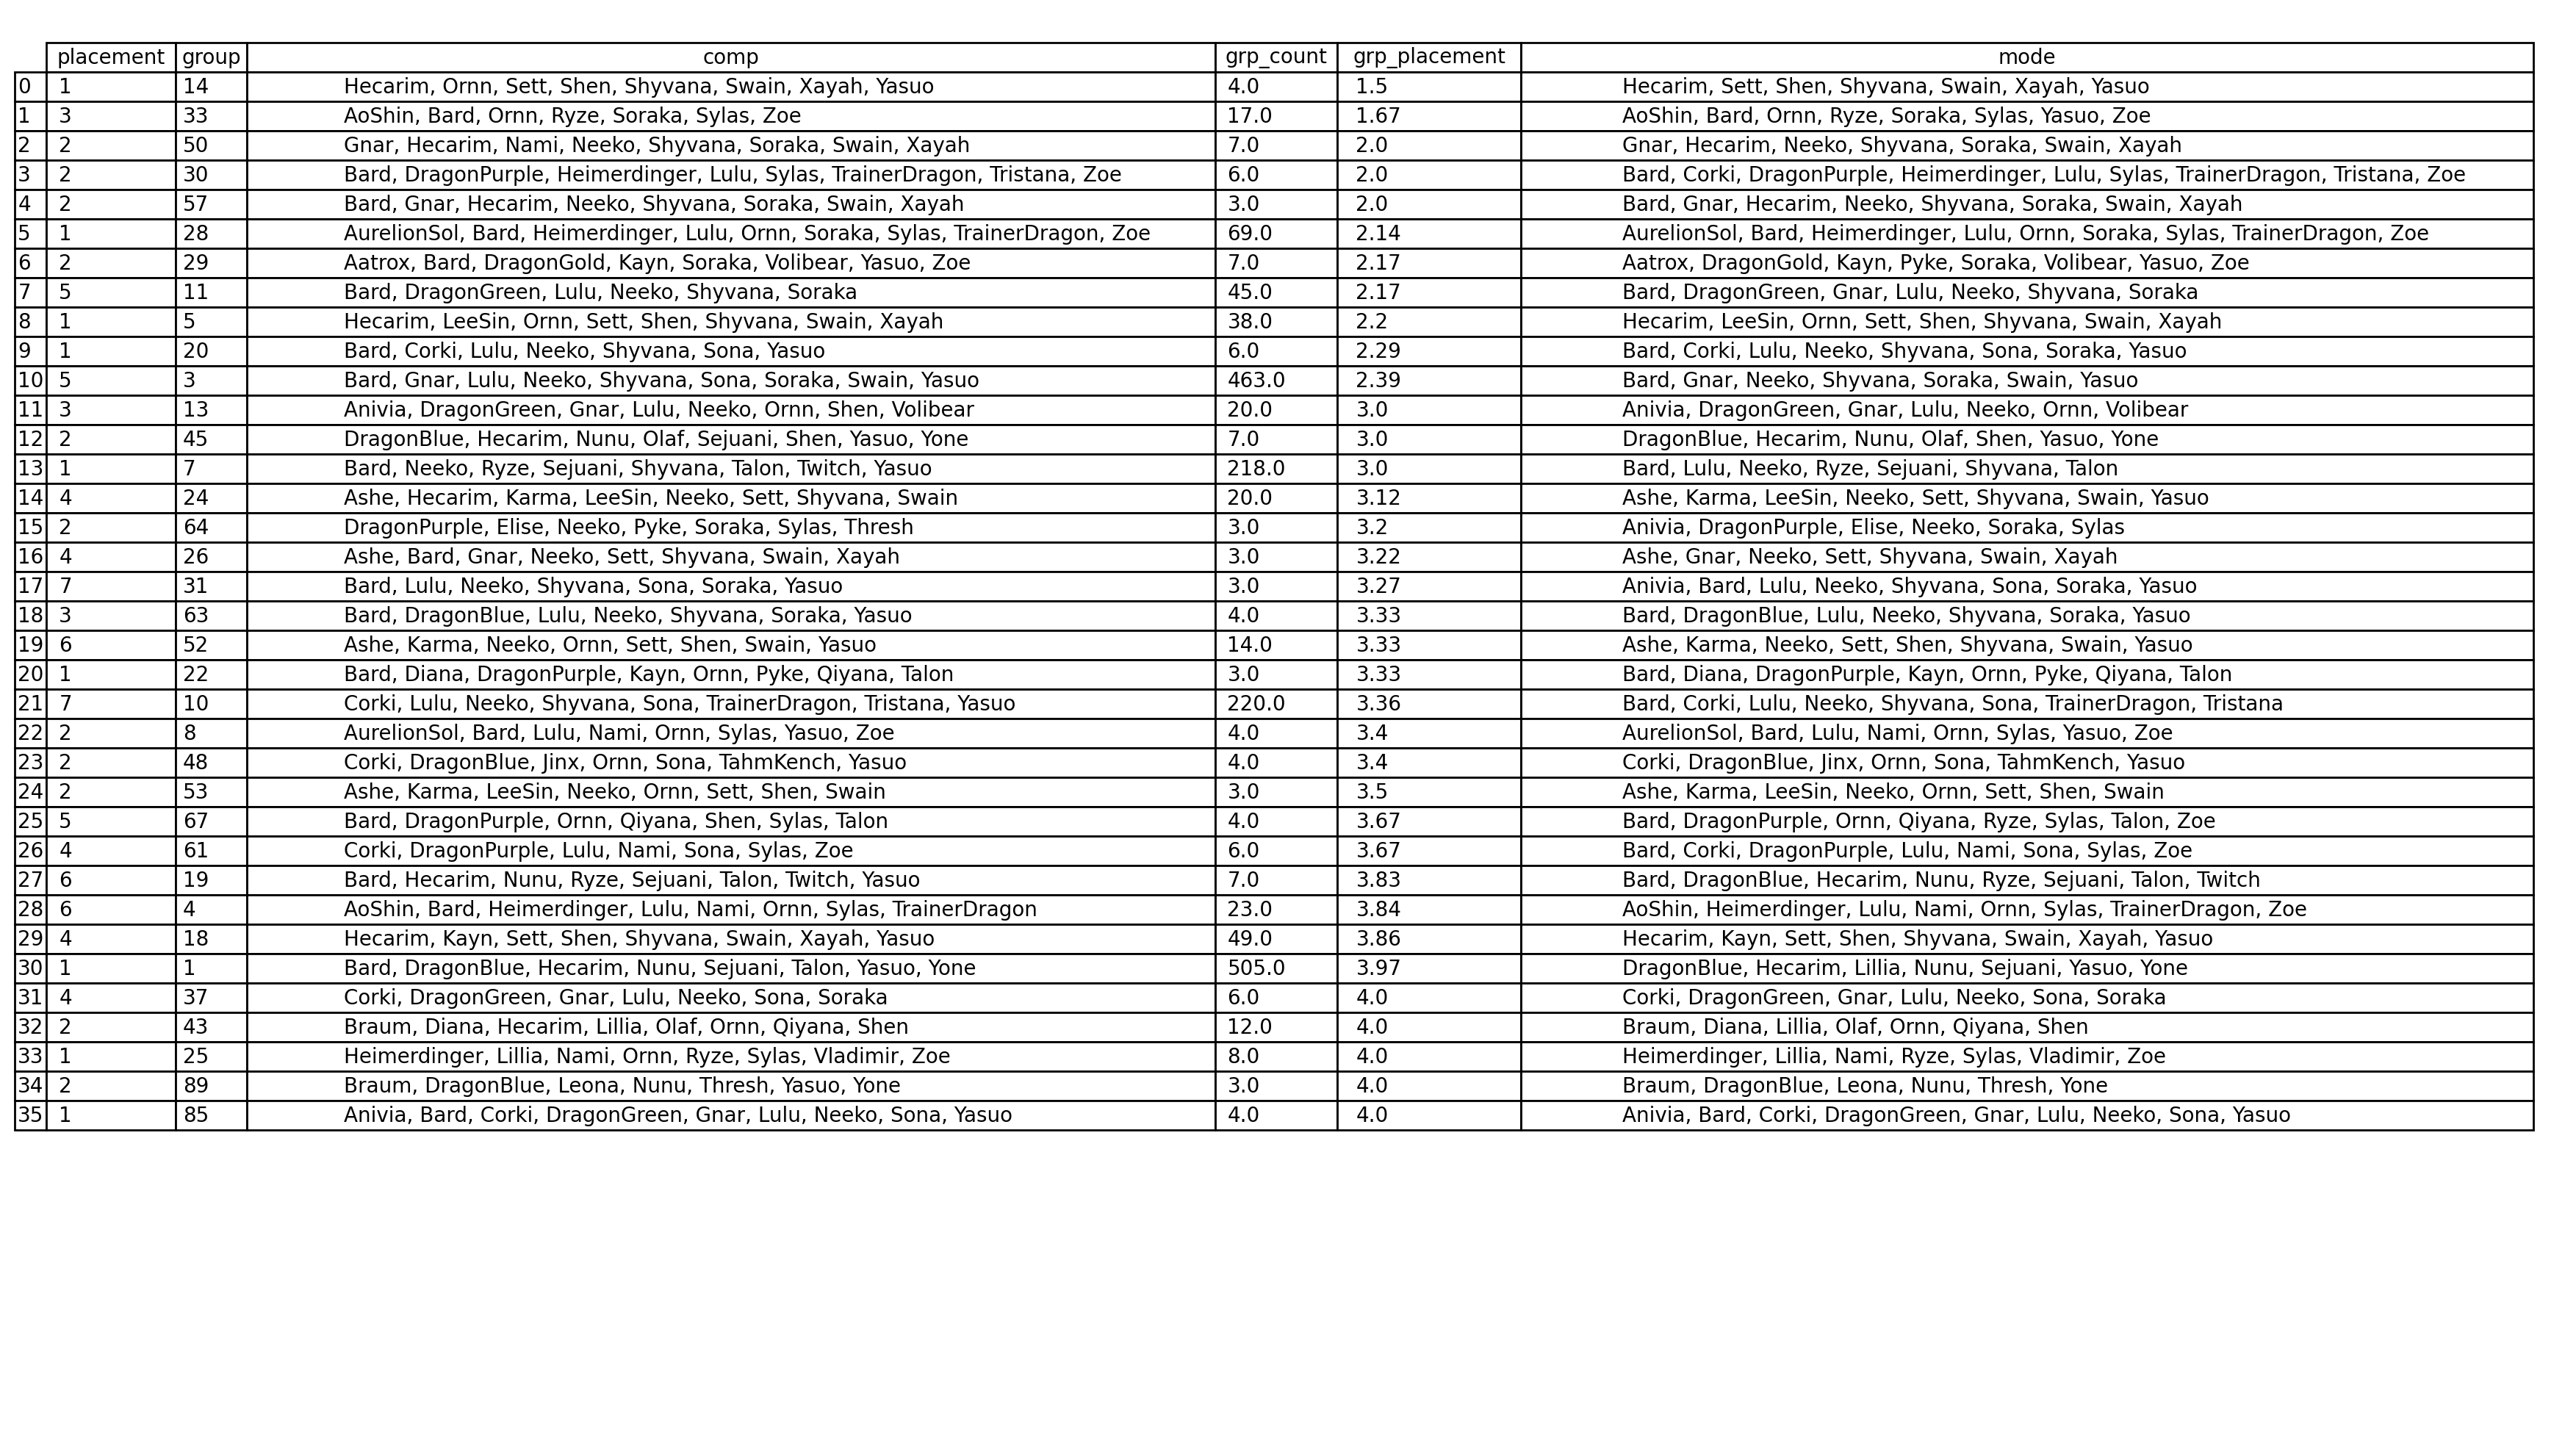 placement group comp grp_count grp_placement mode
0 1 14 Hecarim, Ornn, Sett, Shen, Shyvana, Swain, Xayah, Yasuo 4.0 1.5 Hecarim, Sett, Shen, Shyvana, Swain, Xayah, Yasuo
1 3 33 AoShin, Bard, Ornn, Ryze, Soraka, Sylas, Zoe 17.0 1.67 AoShin, Bard, Ornn, Ryze, Soraka, Sylas, Yasuo, Zoe
2 2 50 Gnar, Hecarim, Nami, Neeko, Shyvana, Soraka, Swain, Xayah 7.0 2.0 Gnar, Hecarim, Neeko, Shyvana, Soraka, Swain, Xayah
3 2 30 Bard, DragonPurple, Heimerdinger, Lulu, Sylas, TrainerDragon, Tristana, Zoe 6.0 2.0 Bard, Corki, DragonPurple, Heimerdinger, Lulu, Sylas, TrainerDragon, Tristana, Zoe
4 2 57 Bard, Gnar, Hecarim, Neeko, Shyvana, Soraka, Swain, Xayah 3.0 2.0 Bard, Gnar, Hecarim, Neeko, Shyvana, Soraka, Swain, Xayah
5 1 28 AurelionSol, Bard, Heimerdinger, Lulu, Ornn, Soraka, Sylas, TrainerDragon, Zoe 69.0 2.14 AurelionSol, Bard, Heimerdinger, Lulu, Ornn, Soraka, Sylas, TrainerDragon, Zoe
6 2 29 Aatrox, Bard, DragonGold, Kayn, Soraka, Volibear, Yasuo, Zoe 7.0 2.17 Aatrox, DragonGold, Kayn, Pyke, Soraka, Volibear, Yasuo, Zoe
7 5 11 Bard, DragonGreen, Lulu, Neeko, Shyvana, Soraka 45.0 2.17 Bard, DragonGreen, Gnar, Lulu, Neeko, Shyvana, Soraka
8 1 5 Hecarim, LeeSin, Ornn, Sett, Shen, Shyvana, Swain, Xayah 38.0 2.2 Hecarim, LeeSin, Ornn, Sett, Shen, Shyvana, Swain, Xayah
9 1 20 Bard, Corki, Lulu, Neeko, Shyvana, Sona, Yasuo 6.0 2.29 Bard, Corki, Lulu, Neeko, Shyvana, Sona, Soraka, Yasuo
10 5 3 Bard, Gnar, Lulu, Neeko, Shyvana, Sona, Soraka, Swain, Yasuo 463.0 2.39 Bard, Gnar, Neeko, Shyvana, Soraka, Swain, Yasuo
11 3 13 Anivia, DragonGreen, Gnar, Lulu, Neeko, Ornn, Shen, Volibear 20.0 3.0 Anivia, DragonGreen, Gnar, Lulu, Neeko, Ornn, Volibear
12 2 45 DragonBlue, Hecarim, Nunu, Olaf, Sejuani, Shen, Yasuo, Yone 7.0 3.0 DragonBlue, Hecarim, Nunu, Olaf, Shen, Yasuo, Yone
13 1 7 Bard, Neeko, Ryze, Sejuani, Shyvana, Talon, Twitch, Yasuo 218.0 3.0 Bard, Lulu, Neeko, Ryze, Sejuani, Shyvana, Talon
14 4 24 Ashe, Hecarim, Karma, LeeSin, Neeko, Sett, Shyvana, Swain 20.0 3.12 Ashe, Karma, LeeSin, Neeko, Sett, Shyvana, Swain, Yasuo
15 2 64 DragonPurple, Elise, Neeko, Pyke, Soraka, Sylas, Thresh 3.0 3.2 Anivia, DragonPurple, Elise, Neeko, Soraka, Sylas
16 4 26 Ashe, Bard, Gnar, Neeko, Sett, Shyvana, Swain, Xayah 3.0 3.22 Ashe, Gnar, Neeko, Sett, Shyvana, Swain, Xayah
17 7 31 Bard, Lulu, Neeko, Shyvana, Sona, Soraka, Yasuo 3.0 3.27 Anivia, Bard, Lulu, Neeko, Shyvana, Sona, Soraka, Yasuo
18 3 63 Bard, DragonBlue, Lulu, Neeko, Shyvana, Soraka, Yasuo 4.0 3.33 Bard, DragonBlue, Lulu, Neeko, Shyvana, Soraka, Yasuo
19 6 52 Ashe, Karma, Neeko, Ornn, Sett, Shen, Swain, Yasuo 14.0 3.33 Ashe, Karma, Neeko, Sett, Shen, Shyvana, Swain, Yasuo
20 1 22 Bard, Diana, DragonPurple, Kayn, Ornn, Pyke, Qiyana, Talon 3.0 3.33 Bard, Diana, DragonPurple, Kayn, Ornn, Pyke, Qiyana, Talon
21 7 10 Corki, Lulu, Neeko, Shyvana, Sona, TrainerDragon, Tristana, Yasuo 220.0 3.36 Bard, Corki, Lulu, Neeko, Shyvana, Sona, TrainerDragon, Tristana
22 2 8 AurelionSol, Bard, Lulu, Nami, Ornn, Sylas, Yasuo, Zoe 4.0 3.4 AurelionSol, Bard, Lulu, Nami, Ornn, Sylas, Yasuo, Zoe
23 2 48 Corki, DragonBlue, Jinx, Ornn, Sona, TahmKench, Yasuo 4.0 3.4 Corki, DragonBlue, Jinx, Ornn, Sona, TahmKench, Yasuo
24 2 53 Ashe, Karma, LeeSin, Neeko, Ornn, Sett, Shen, Swain 3.0 3.5 Ashe, Karma, LeeSin, Neeko, Ornn, Sett, Shen, Swain
25 5 67 Bard, DragonPurple, Ornn, Qiyana, Shen, Sylas, Talon 4.0 3.67 Bard, DragonPurple, Ornn, Qiyana, Ryze, Sylas, Talon, Zoe
26 4 61 Corki, DragonPurple, Lulu, Nami, Sona, Sylas, Zoe 6.0 3.67 Bard, Corki, DragonPurple, Lulu, Nami, Sona, Sylas, Zoe
27 6 19 Bard, Hecarim, Nunu, Ryze, Sejuani, Talon, Twitch, Yasuo 7.0 3.83 Bard, DragonBlue, Hecarim, Nunu, Ryze, Sejuani, Talon, Twitch
28 6 4 AoShin, Bard, Heimerdinger, Lulu, Nami, Ornn, Sylas, TrainerDragon 23.0 3.84 AoShin, Heimerdinger, Lulu, Nami, Ornn, Sylas, TrainerDragon, Zoe
29 4 18 Hecarim, Kayn, Sett, Shen, Shyvana, Swain, Xayah, Yasuo 49.0 3.86 Hecarim, Kayn, Sett, Shen, Shyvana, Swain, Xayah, Yasuo
30 1 1 Bard, DragonBlue, Hecarim, Nunu, Sejuani, Talon, Yasuo, Yone 505.0 3.97 DragonBlue, Hecarim, Lillia, Nunu, Sejuani, Yasuo, Yone
31 4 37 Corki, DragonGreen, Gnar, Lulu, Neeko, Sona, Soraka 6.0 4.0 Corki, DragonGreen, Gnar, Lulu, Neeko, Sona, Soraka
32 2 43 Braum, Diana, Hecarim, Lillia, Olaf, Ornn, Qiyana, Shen 12.0 4.0 Braum, Diana, Lillia, Olaf, Ornn, Qiyana, Shen
33 1 25 Heimerdinger, Lillia, Nami, Ornn, Ryze, Sylas, Vladimir, Zoe 8.0 4.0 Heimerdinger, Lillia, Nami, Ryze, Sylas, Vladimir, Zoe
34 2 89 Braum, DragonBlue, Leona, Nunu, Thresh, Yasuo, Yone 3.0 4.0 Braum, DragonBlue, Leona, Nunu, Thresh, Yone
35 1 85 Anivia, Bard, Corki, DragonGreen, Gnar, Lulu, Neeko, Sona, Yasuo 4.0 4.0 Anivia, Bard, Corki, DragonGreen, Gnar, Lulu, Neeko, Sona, Yasuo